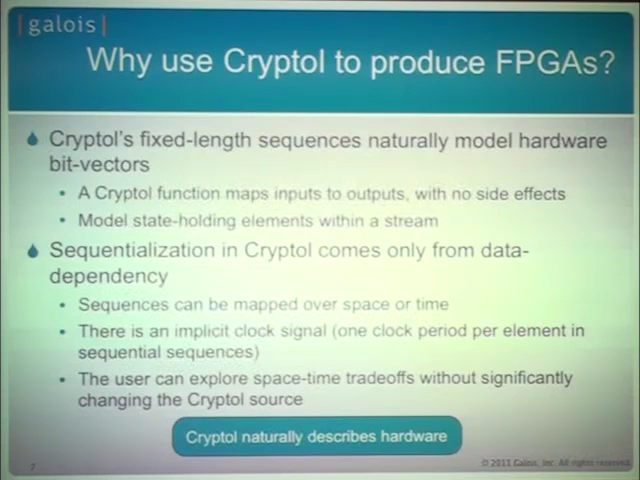 |galois|
Why use Cryptol to produce FPGAs?
Cryptol's fixed-length sequences naturally model hardware
bit-vectors
• A Cryptol function maps inputs to outputs, with no side effects
• Model state-holding elements within a stream
Sequentialization in Cryptol comes only from data-
dependency
• Sequences can be mapped over space or time
• There is an implicit clock signal (one clock period per element in
sequential sequences)
• The user can explore space-time tradeoffs without significantly
changing the Cryptol source
Cryptol naturally describes hardware
7
© 2011 Galois, Inc. All rights reserved.